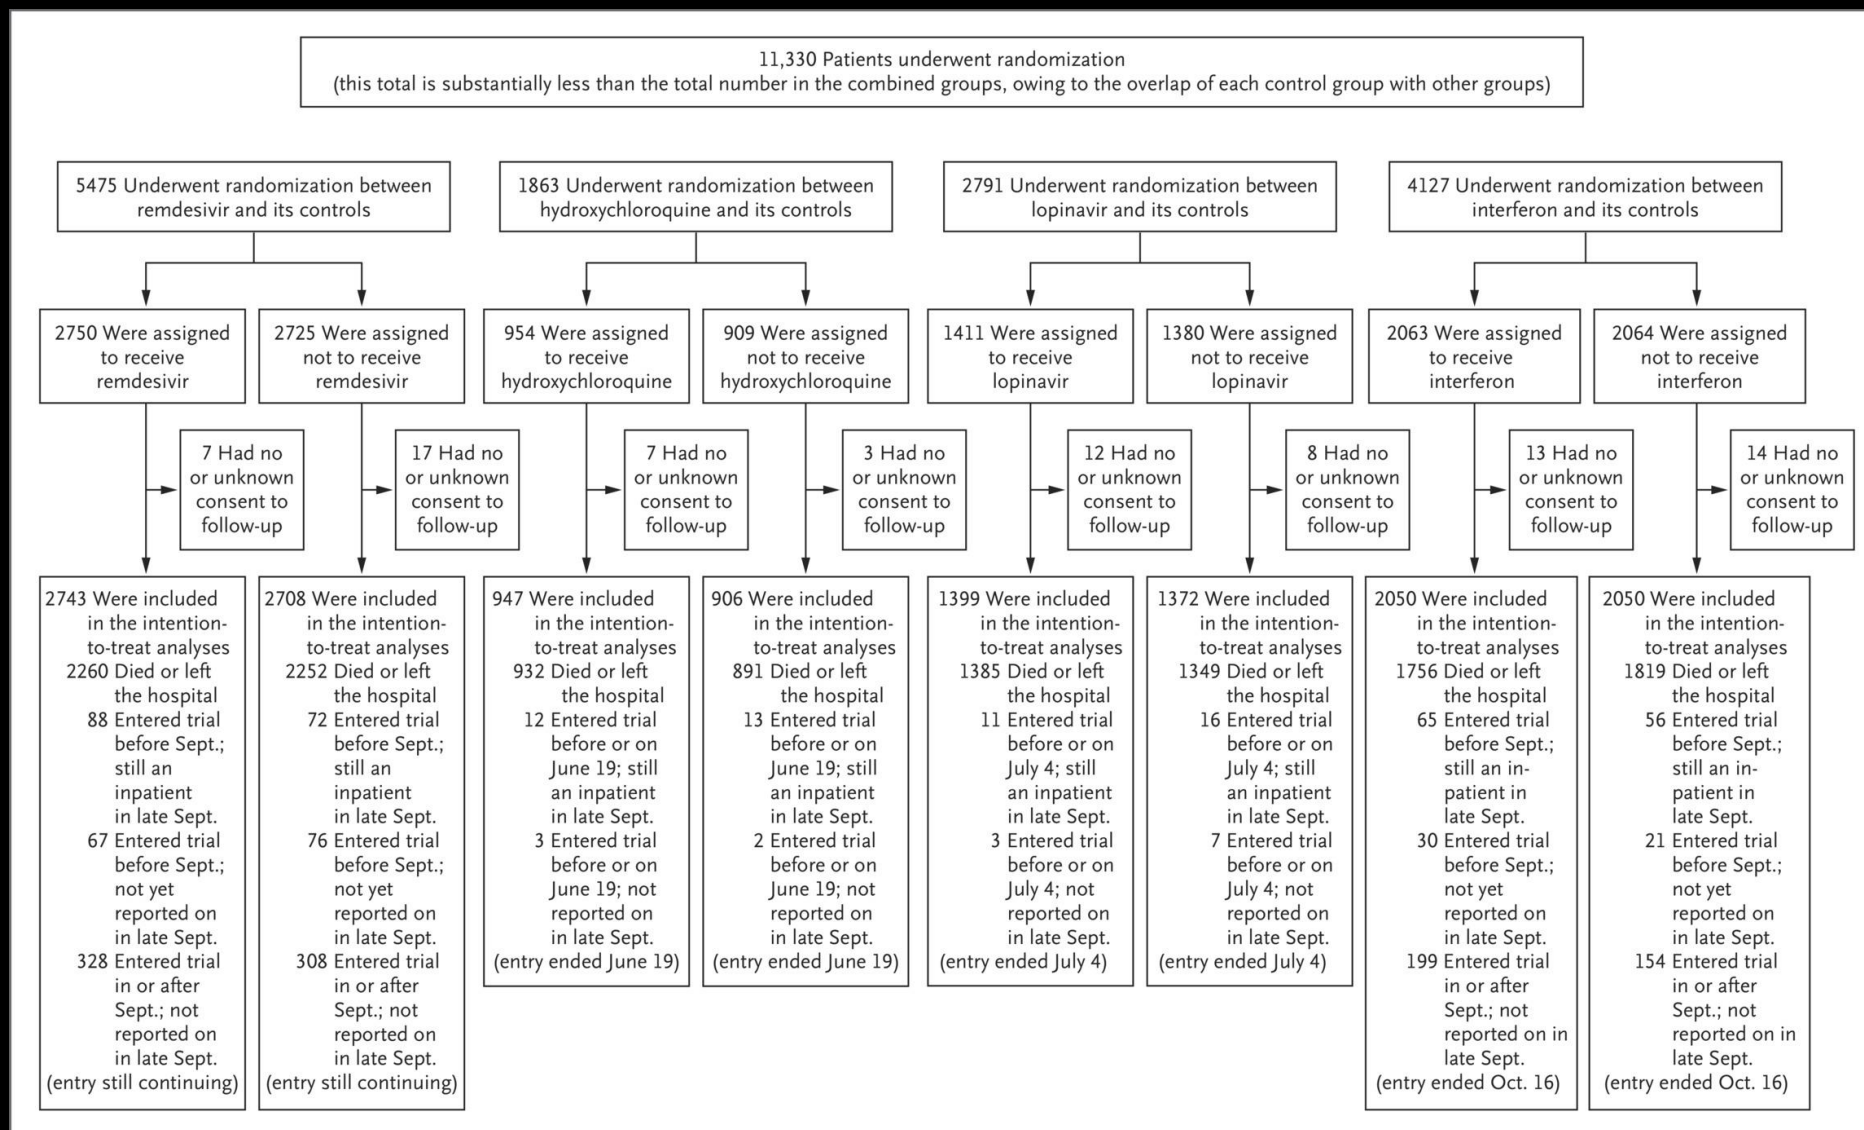 11,330 Patients underwent randomization
(this total is substantially less than the total number in the combined groups, owing to the overlap of each control group with other groups)
5475 Underwent randomization between
remdesivir and its controls
1863 Underwent randomization between
hydroxychloroquine and its controls
2791 Underwent randomization between
lopinavir and its controls
4127 Underwent randomization between
interferon and its controls
2750 Were assigned
to receive
remdesivir
2725 Were assigned
not to receive
remdesivir
954 Were assigned
to receive
hydroxychloroquine
909 Were assigned
not to receive
hydroxychloroquine
1411 Were assigned
to receive
lopinavir
1380 Were assigned
not to receive
lopinavir
2063 Were assigned
to receive
interferon
2064 Were assigned
not to receive
interferon
7 Had no
or unknown
consent to
follow-up
17 Had no
or unknown
consent to
follow-up
7 Had no
or unknown
consent to
follow-up
3 Had no
or unknown
consent to
follow-up
12 Had no
or unknown
consent to
follow-up
8 Had no
or unknown
consent to
follow-up
13 Had no
or unknown
consent to
follow-up
14 Had no
or unknown
consent to
follow-up
2743 Were included
in the intention-
to-treat analyses
2260 Died or left
the hospital
88 Entered trial
before Sept.;
still an
inpatient
in late Sept.
67 Entered trial
before Sept.;
not yet
reported on
in late Sept.
328 Entered trial
in or after
Sept.; not
reported on
in late Sept.
(entry still continuing)
2708 Were included
in the intention-
to-treat analyses
2252 Died or left
the hospital
72 Entered trial
before Sept.;
still an
inpatient
in late Sept.
76 Entered trial
before Sept.;
not yet
reported on
in late Sept.
308 Entered trial
in or after
Sept.; not
reported on
in late Sept.
(entry still continuing)
947 Were included
in the intention-
to-treat analyses
932 Died or left
the hospital
12 Entered trial
before or on
June 19; still
an inpatient
in late Sept.
3 Entered trial
before or on
June 19; not
reported on
in late Sept.
(entry ended June 19)
906 Were included
in the intention-
to-treat analyses
891 Died or left
the hospital
13 Entered trial
before or on
June 19; still
an inpatient
in late Sept.
2 Entered trial
before or on
June 19; not
reported on
in late Sept.
(entry ended June 19)
1399 Were included
in the intention-
to-treat analyses
1385 Died or left
the hospital
11 Entered trial
before or on
July 4; still
an inpatient
in late Sept.
3 Entered trial
before or on
July 4; not
reported on
in late Sept.
(entry ended July 4)
1372 Were included
in the intention-
to-treat analyses
1349 Died or left
the hospital
16 Entered trial
before or on
July 4; still
an inpatient
in late Sept.
7 Entered trial
before or on
July 4; not
reported on
in late Sept.
(entry ended July 4)
2050 Were included
in the intention-
to-treat analyses
1756 Died or left
the hospital
65 Entered trial
before Sept.;
still an in-
patient in
late Sept.
30 Entered trial
before Sept.;
not yet
reported on
in late Sept.
199 Entered trial
in or after
Sept.; not
reported on in
late Sept.
(entry ended Oct. 16)
2050 Were included
in the intention-
to-treat analyses
1819 Died or left
the hospital
56 Entered trial
before Sept.;
still an in-
patient in
late Sept.
21 Entered trial
before Sept.;
not yet
reported on
in late Sept.
154 Entered trial
in or after
Sept.; not
reported on in
late Sept.
(entry ended Oct. 16)